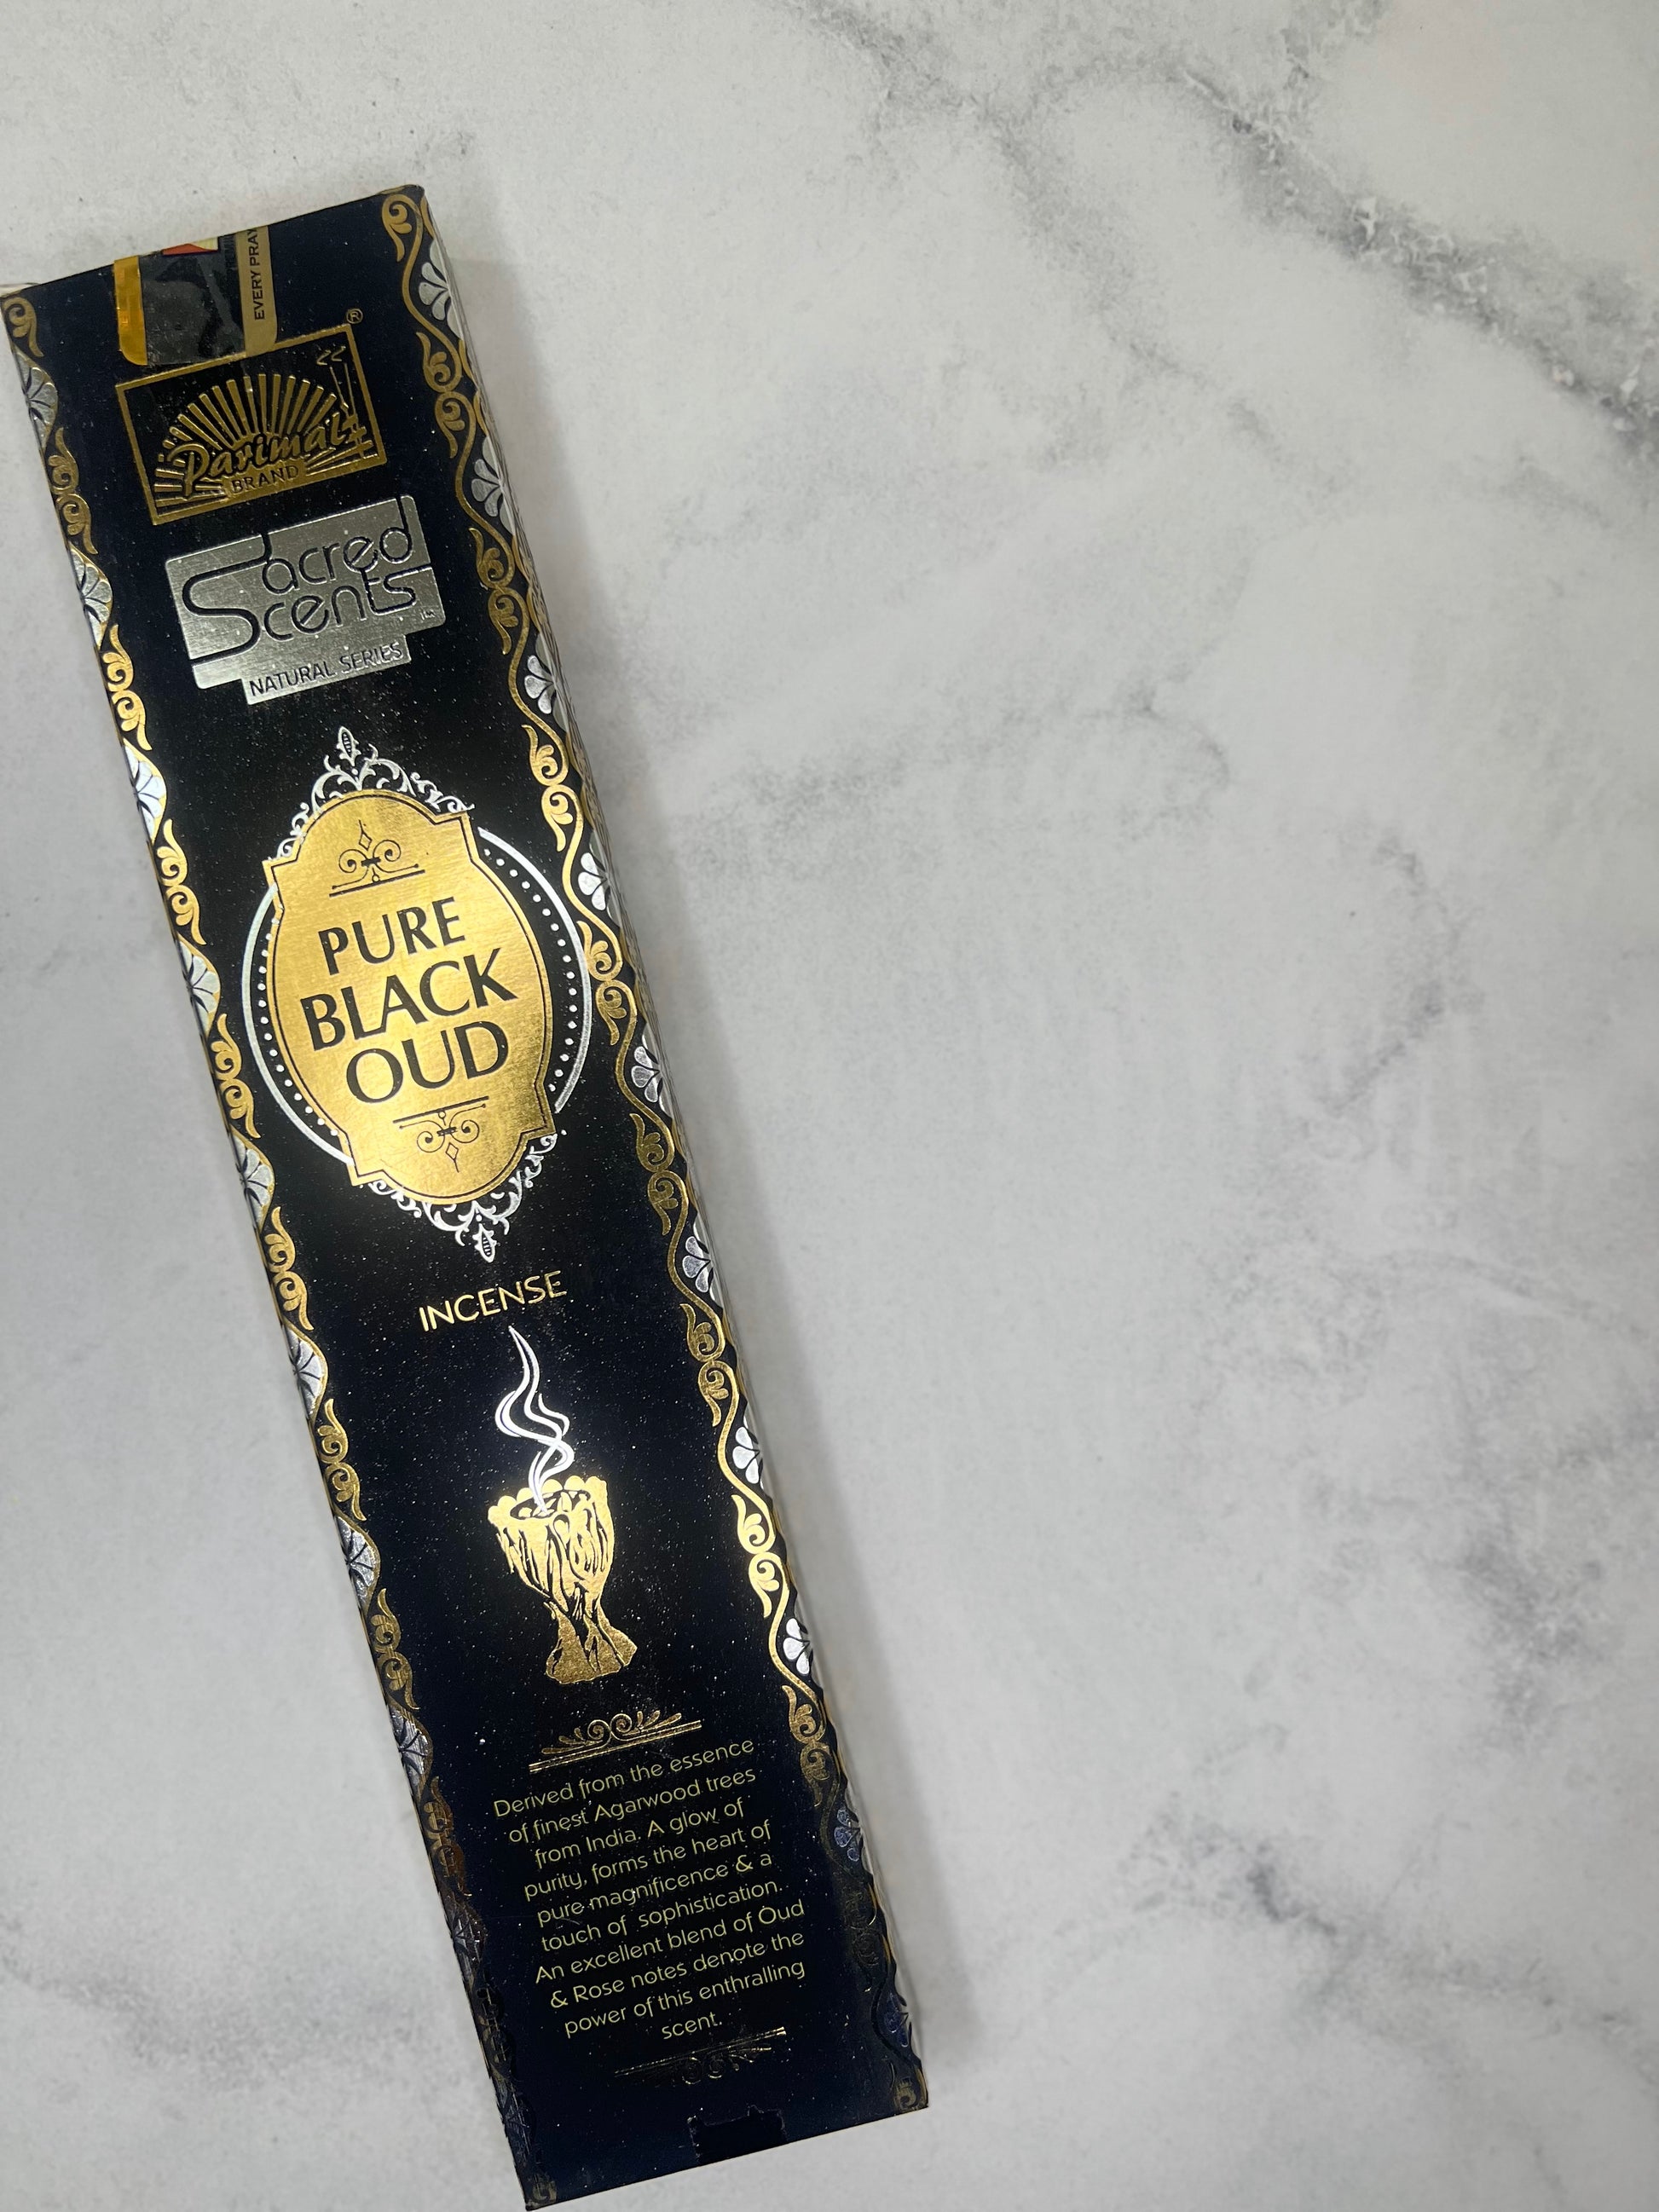 EVERY PRAY
®
Parimal
BRAND
Sacred
Scents
TM
NATURAL SERIES
PURE
BLACK
OUD
INCENSE
Derived from the essence
of finest Agarwood trees
from India. A glow of
purity, forms the heart of
pure magnificence & a
touch of sophistication.
An excellent blend of Oud
& Rose notes denote the
power of this enthralling
scent.